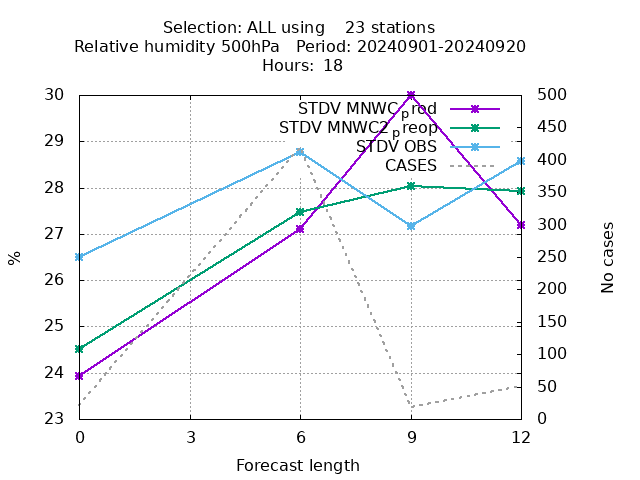 Selection: ALL using 23 stations
Relative humidity 500hPa Period: 20240901-20240920
Hours: 18
30 500
STDV MNWC_prod
450
29
STDV MNWC2_preop
STDV OBS
400
CASES
28 350
27 300
250
26 200
25 150
100
24 50
23 0
%
No cases
0 3 6 9 12
Forecast length